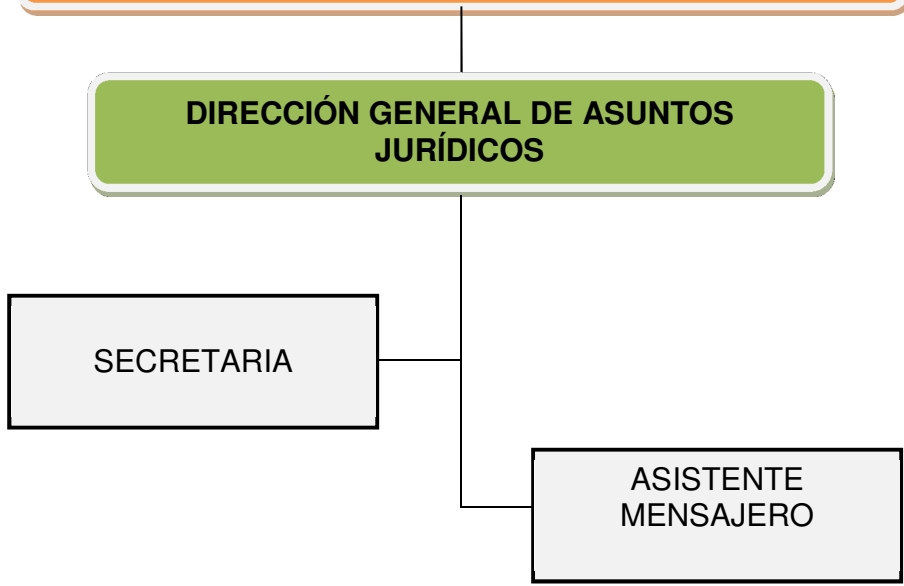 DIRECCIÓN GENERAL DE ASUNTOS
JURÍDICOS
SECRETARIA
ASISTENTE
MENSAJERO